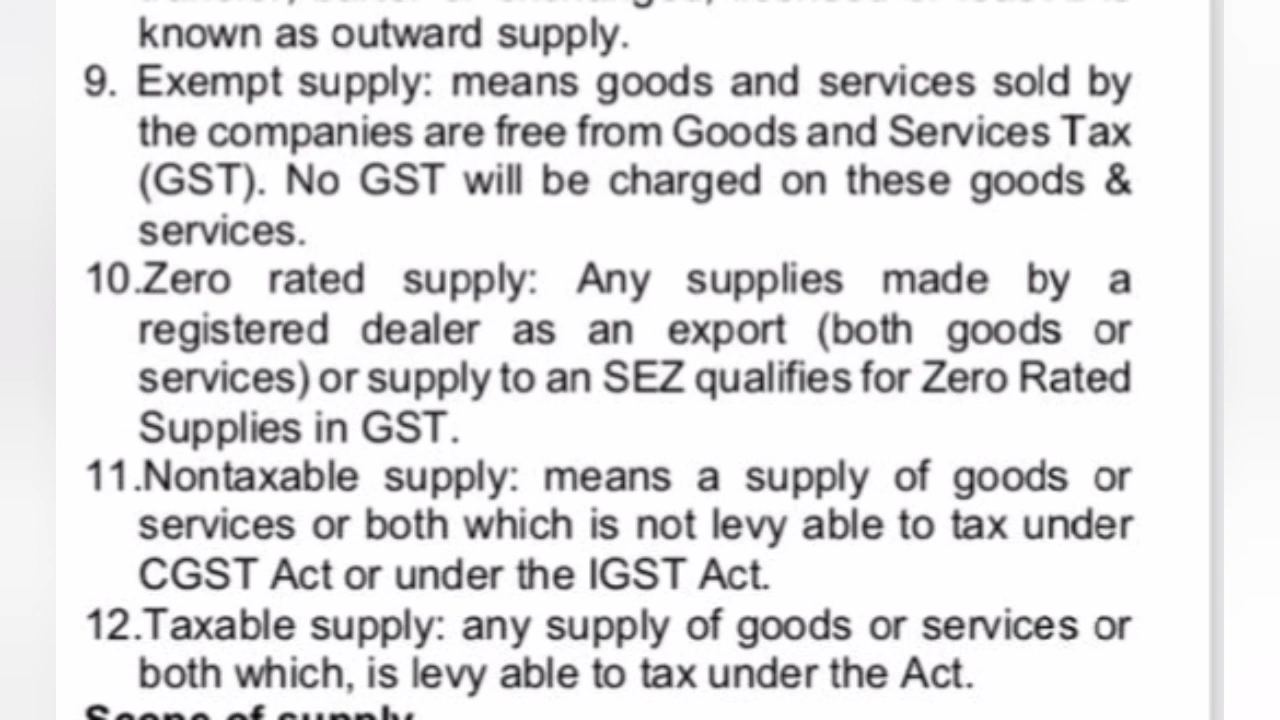 known as outward supply.
9. Exempt supply: means goods and services sold by
the companies are free from Goods and Services Tax
(GST). No GST will be charged on these goods &
services.
10.Zero rated supply: Any supplies made by a
registered dealer as an export (both goods or
services) or supply to an SEZ qualifies for Zero Rated
Supplies in GST.
11.Nontaxable supply: means a supply of goods or
services or both which is not levy able to tax under
CGST Act or under the IGST Act.
12.Taxable supply: any supply of goods or services or
both which, is levy able to tax under the Act.
Scope of supply